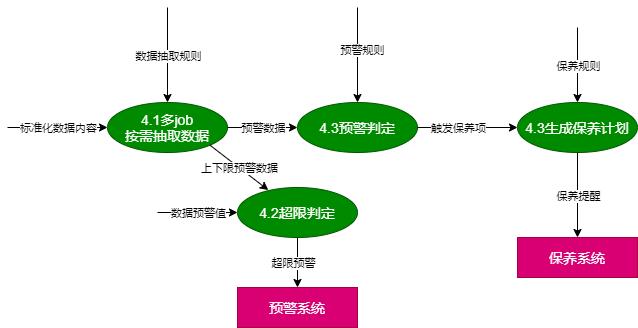 数据抽取规则
预警规则
保养规则
标准化数据内容
4.1多job
按需抽取数据
预警数据
4.3预警判定
触发保养项
4.3生成保养计划
上下限预警数据
数据预警值
4.2超限判定
保养提醒
超限预警
保养系统
预警系统